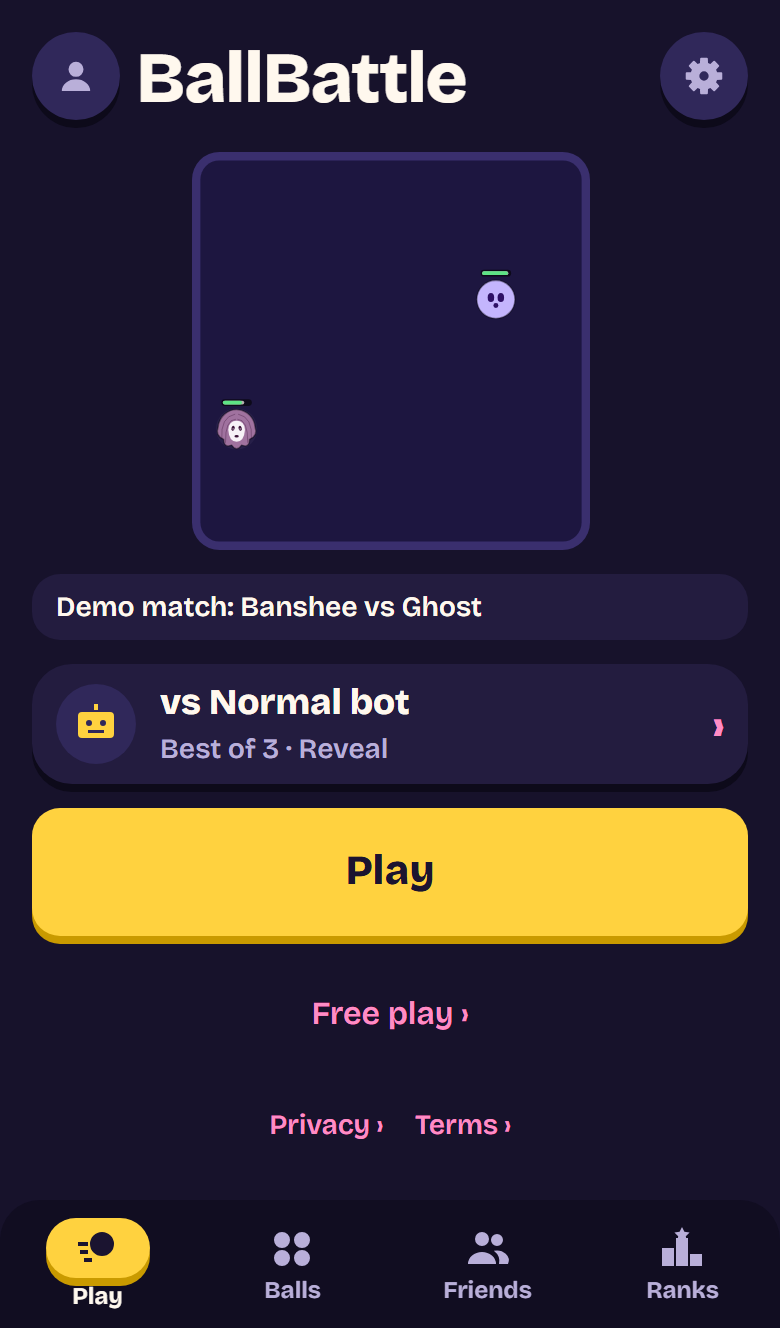 BallBattle
Demo match: Banshee vs Ghost
vs Normal bot
Best of 3 · Reveal
Play
Free play ›
Privacy › Terms ›
Play Balls Friends Ranks